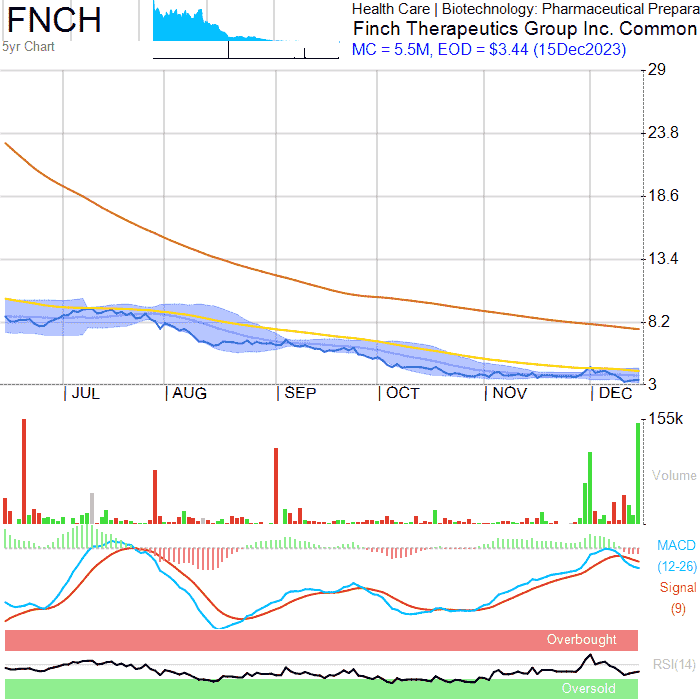 FNCH
5yr Chart
Health Care | Biotechnology: Pharmaceutical Prepara
Finch Therapeutics Group Inc. Common
MC = 5.5M, EOD = $3.44 (15Dec2023)
29
23.8
18.6
13.4
8.2
3
JUL
AUG
SEP
OCT
NOV
DEC
155k
Volume
MACD
(12-26)
Signal
(9)
Overbought
RSI(14)
Oversold